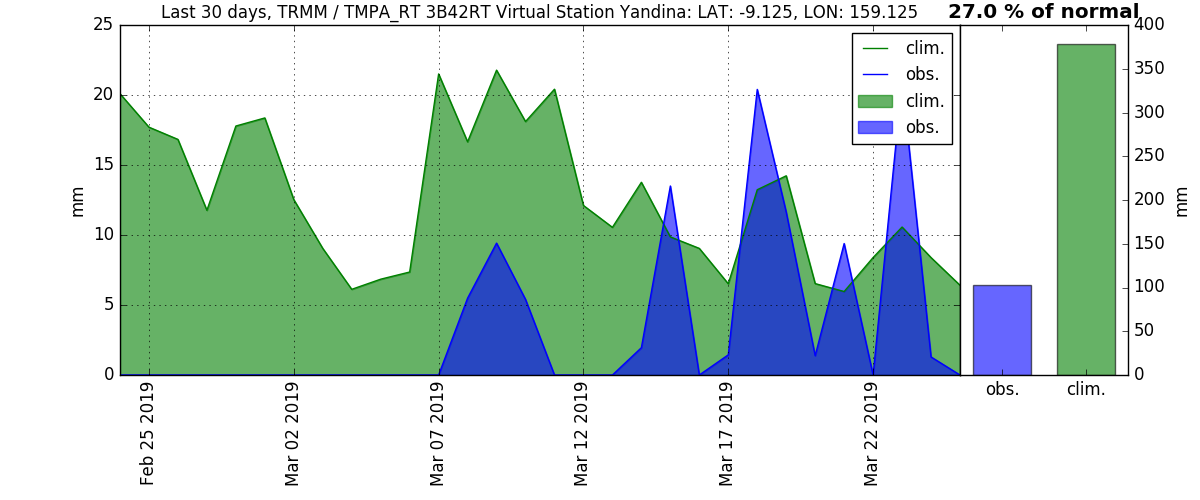 Last 30 days, TRMM / TMPA_RT 3B42RT Virtual Station Yandina: LAT: -9.125, LON: 159.125
27.0 % of normal
25
20
15
10
5
0
mm
clim.
obs.
clim.
obs.
400
350
300
250
200
150
100
50
0
mm
Feb 25 2019
Mar 02 2019
Mar 07 2019
Mar 12 2019
Mar 17 2019
Mar 22 2019
obs.
clim.